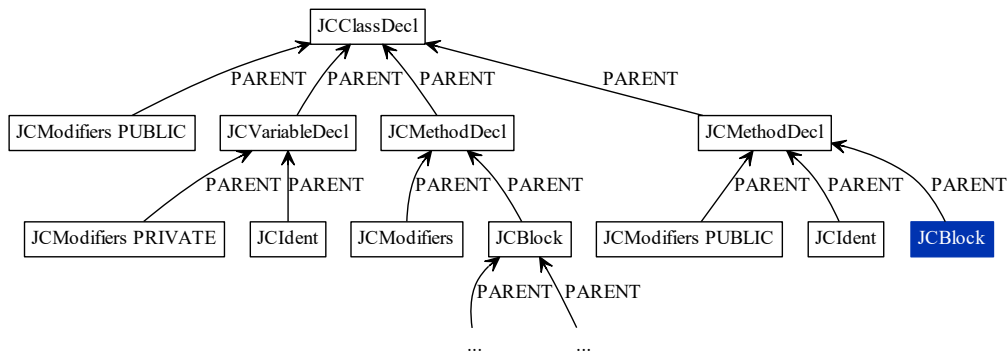 JCClassDecl
PARENT PARENT PARENT PARENT
JCModifiers PUBLIC JCVariableDecl JCMethodDecl JCMethodDecl
PARENT PARENT PARENT PARENT PARENT PARENT PARENT
JCModifiers PRIVATE JCIdent JCModifiers JCBlock JCModifiers PUBLIC JCIdent JCBlock
PARENT PARENT
... ...